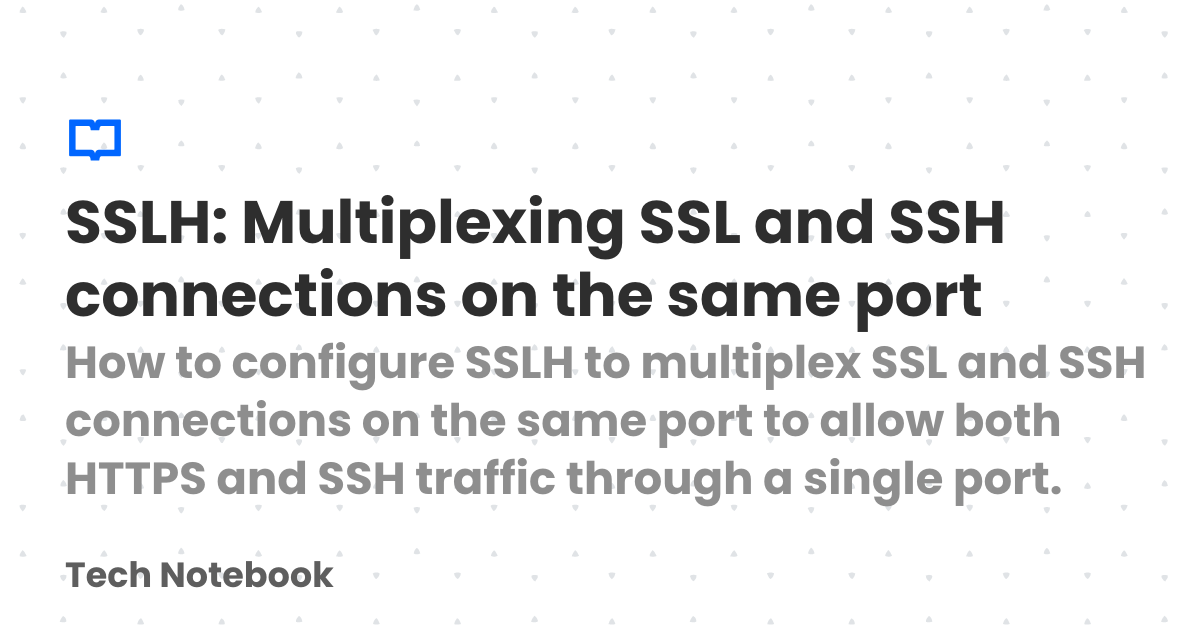 SSLH: Multiplexing SSL and SSH
connections on the same port
How to configure SSLH to multiplex SSL and SSH
connections on the same port to allow both
HTTPS and SSH traffic through a single port.
Tech Notebook